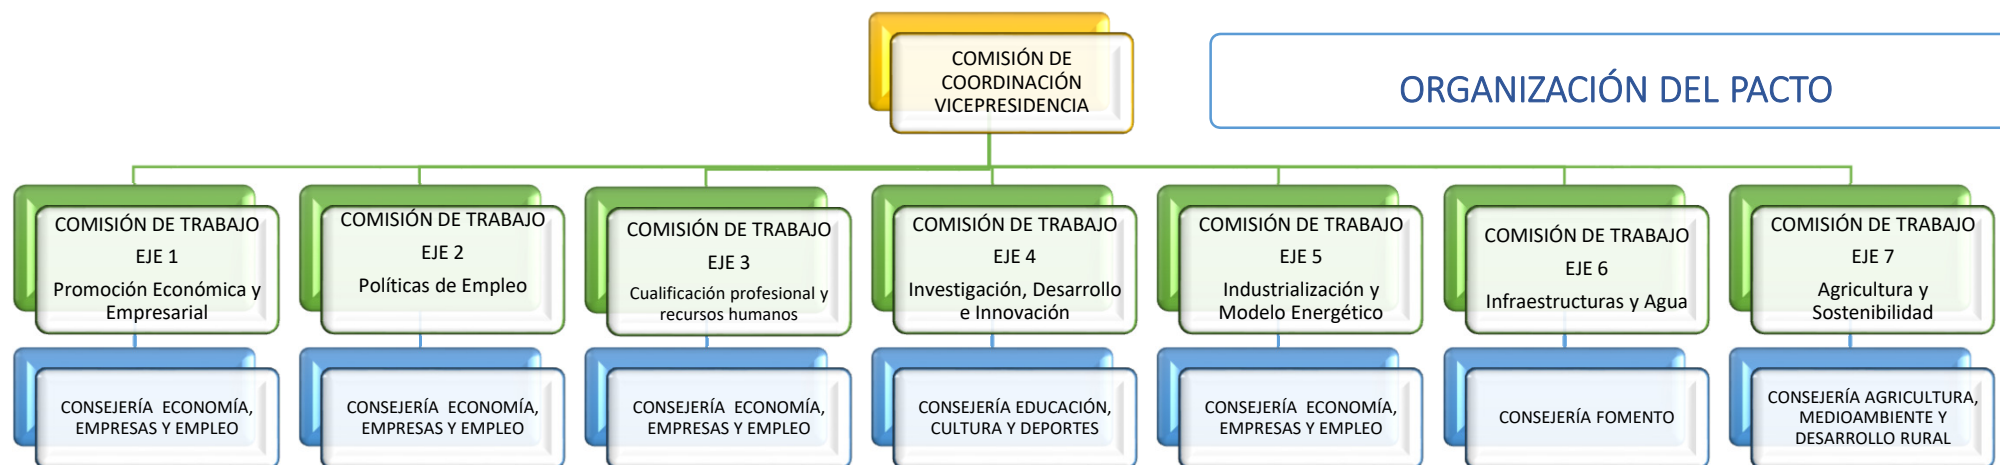 COMISIÓN DE
COORDINACIÓN
VICEPRESIDENCIA
ORGANIZACIÓN DEL PACTO
COMISIÓN DE TRABAJO
EJE 1
Promoción Económica y
Empresarial
COMISIÓN DE TRABAJO
EJE 2
Políticas de Empleo
COMISIÓN DE TRABAJO
EJE 3
Cualificación profesional y
recursos humanos
COMISIÓN DE TRABAJO
EJE 4
Investigación, Desarrollo
e Innovación
COMISIÓN DE TRABAJO
EJE 5
Industrialización y
Modelo Energético
COMISIÓN DE TRABAJO
EJE 6
Infraestructuras y Agua
COMISIÓN DE TRABAJO
EJE 7
Agricultura y
Sostenibilidad
CONSEJERÍA ECONOMÍA,
EMPRESAS Y EMPLEO
CONSEJERÍA ECONOMÍA,
EMPRESAS Y EMPLEO
CONSEJERÍA ECONOMÍA,
EMPRESAS Y EMPLEO
CONSEJERÍA EDUCACIÓN,
CULTURA Y DEPORTES
CONSEJERÍA ECONOMÍA,
EMPRESAS Y EMPLEO
CONSEJERÍA FOMENTO
CONSEJERÍA AGRICULTURA,
MEDIOAMBIENTE Y
DESARROLLO RURAL